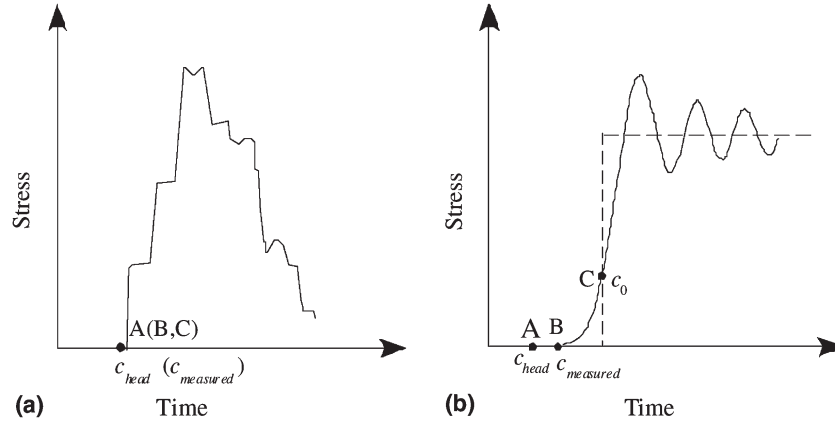 Stress
A(B,C)
c_head (c_measured)
(a)
Time
Stress
C c_0
A B
c_head c_measured
(b)
Time